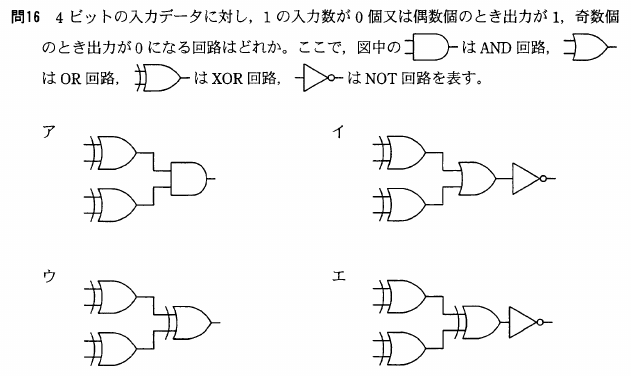 問16 4ビットの入力データに対し，1の入力数が0個又は偶数個のとき出力が1，奇数個
のとき出力が0になる回路はどれか。ここで，図中の は AND 回路，
は OR 回路， は XOR 回路， は NOT 回路を表す。
ア イ
ウ エ